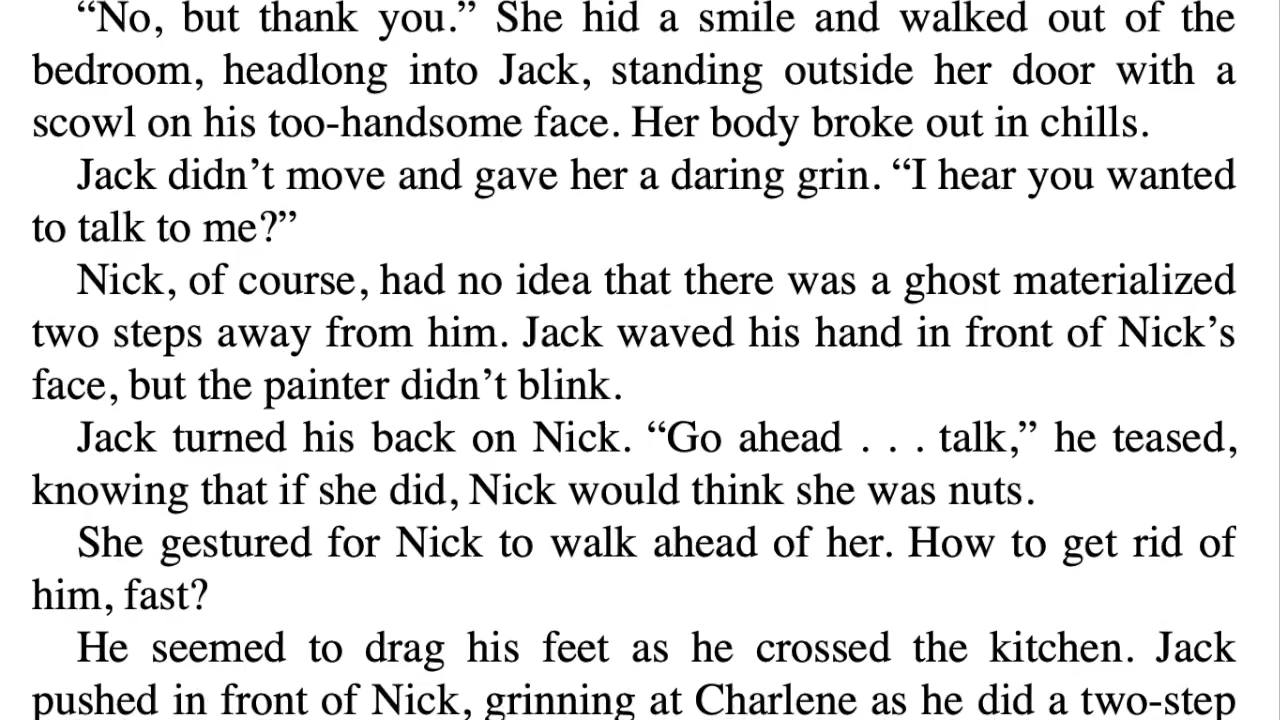 “No, but thank you.” She hid a smile and walked out of the
bedroom, headlong into Jack, standing outside her door with a
scowl on his too-handsome face. Her body broke out in chills.
Jack didn’t move and gave her a daring grin. “I hear you wanted
to talk to me?”
Nick, of course, had no idea that there was a ghost materialized
two steps away from him. Jack waved his hand in front of Nick’s
face, but the painter didn’t blink.
Jack turned his back on Nick. “Go ahead . . . talk,” he teased,
knowing that if she did, Nick would think she was nuts.
She gestured for Nick to walk ahead of her. How to get rid of
him, fast?
He seemed to drag his feet as he crossed the kitchen. Jack
pushed in front of Nick, grinning at Charlene as he did a two-step